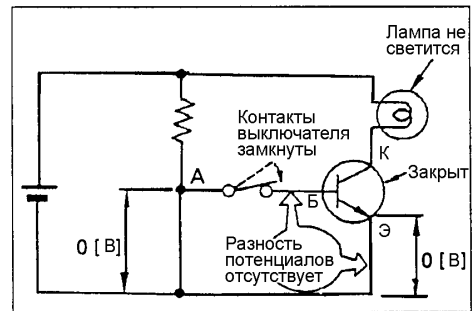 Лампа не
светится
Контакты
выключателя
замкнуты
К
А
Б
Закрыт
Э
Разность
потенциалов
отсутствует
0 [ В ]
0 [ В ]